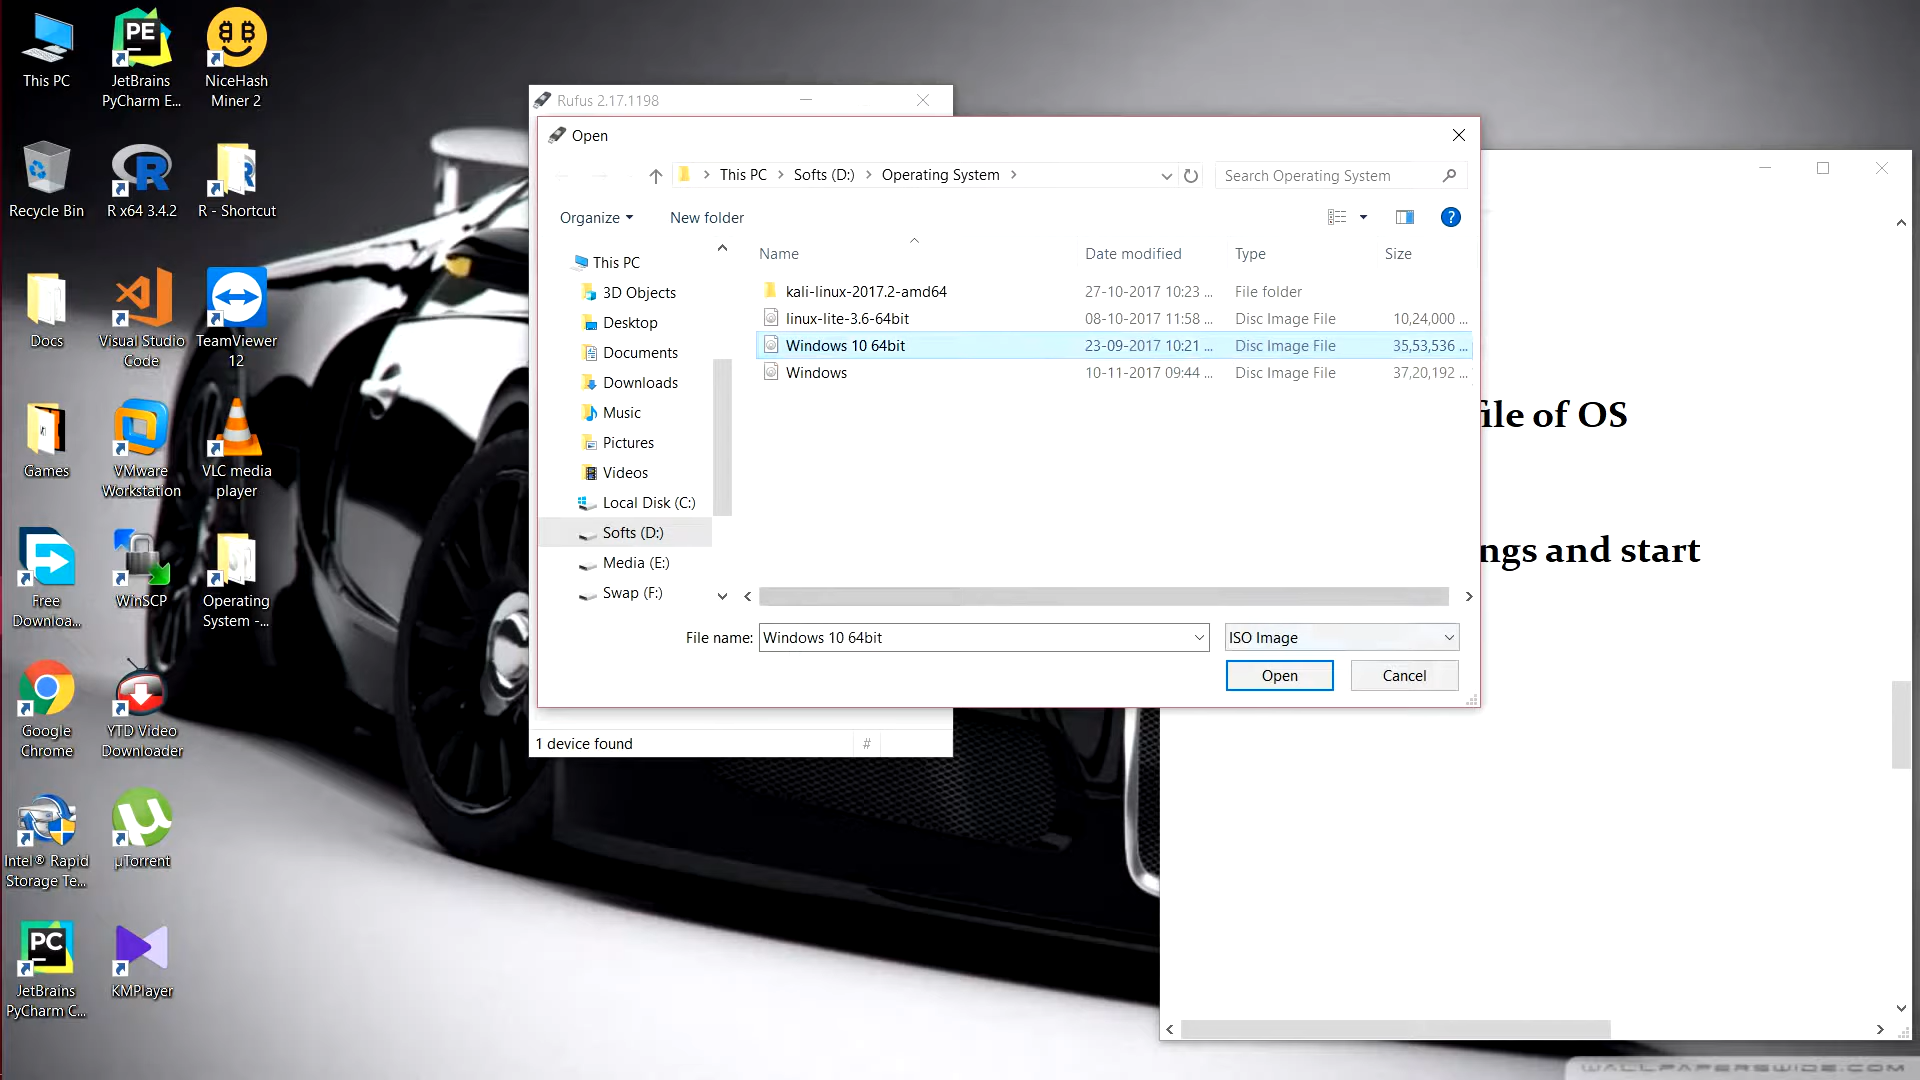 This PC
JetBrains
PyCharm E...
NiceHash
Miner 2
Recycle Bin
R x64 3.4.2
R - Shortcut
Docs
Visual Studio
Code
TeamViewer
12
Games
VMware
Workstation
VLC media
player
Free
Downloa...
WinSCP
Operating
System -...
Google
Chrome
YTD Video
Downloader
Intel® Rapid
Storage Te...
µTorrent
JetBrains
PyCharm C...
KMPlayer
Rufus 2.17.1198
Open
This PC > Softs (D:) > Operating System >
Search Operating System
Organize
New folder
This PC
3D Objects
Desktop
Documents
Downloads
Music
Pictures
Videos
Local Disk (C:)
Softs (D:)
Media (E:)
Swap (F:)
Name Date modified Type Size
kali-linux-2017.2-amd64 27-10-2017 10:23 ... File folder
linux-lite-3.6-64bit 08-10-2017 11:58 ... Disc Image File 10,24,000 ...
Windows 10 64bit 23-09-2017 10:21 ... Disc Image File 35,53,536 ...
Windows 10-11-2017 09:44 ... Disc Image File 37,20,192 ...
File name: Windows 10 64bit
ISO Image
Open
Cancel
1 device found
#
file of OS
ngs and start
WALLPAPERSWIDE.COM